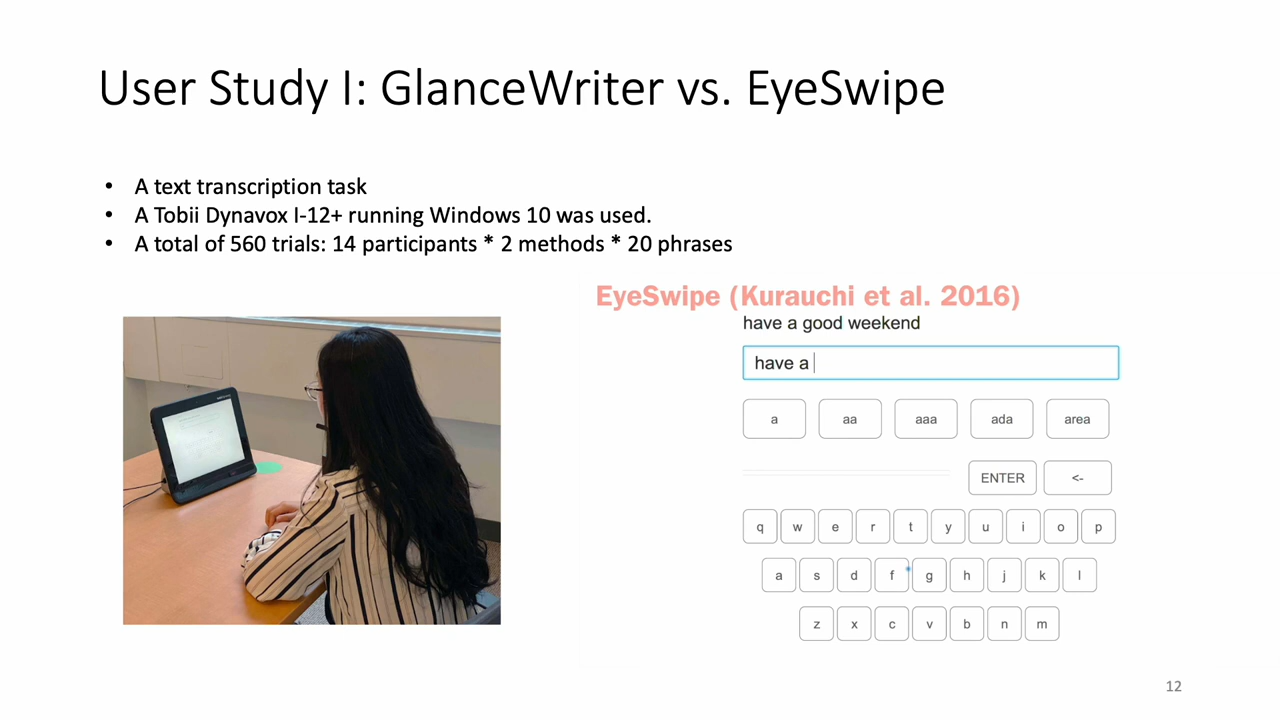 User Study I: GlanceWriter vs. EyeSwipe
• A text transcription task
• A Tobii Dynavox I-12+ running Windows 10 was used.
• A total of 560 trials: 14 participants * 2 methods * 20 phrases
EyeSwipe (Kurauchi et al. 2016)
have a good weekend
have a
a aa aaa ada area
ENTER <-
q w e r t y u i o p
a s d f g h j k l
z x c v b n m
12